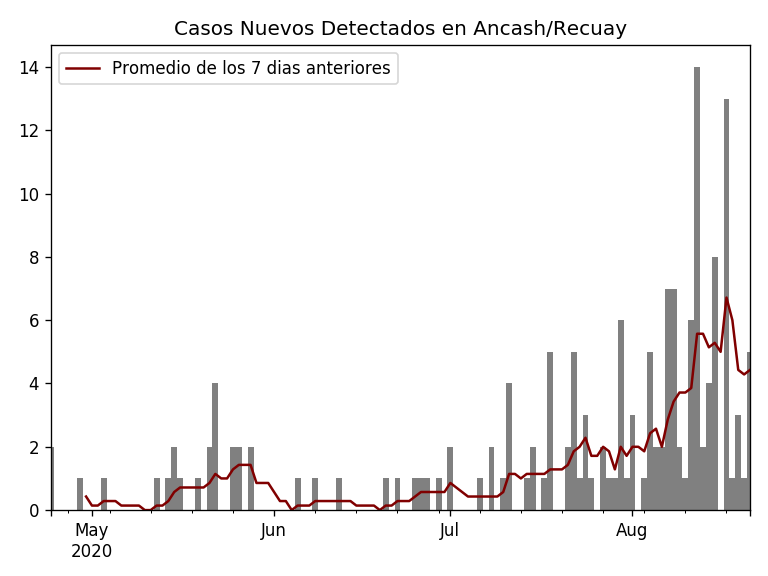 Casos Nuevos Detectados en Ancash/Recuay
Promedio de los 7 dias anteriores
14
12
10
8
6
4
2
0
May
2020
Jun
Jul
Aug